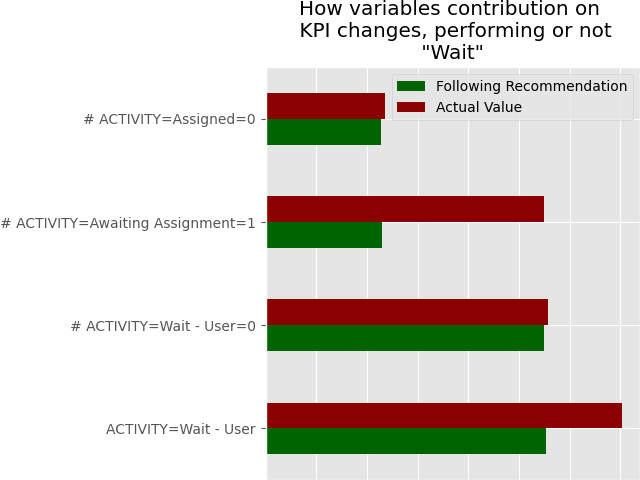 How variables contribution on
KPI changes, performing or not
"Wait"
Following Recommendation
Actual Value
# ACTIVITY=Assigned=0
# ACTIVITY=Awaiting Assignment=1
# ACTIVITY=Wait - User=0
ACTIVITY=Wait - User